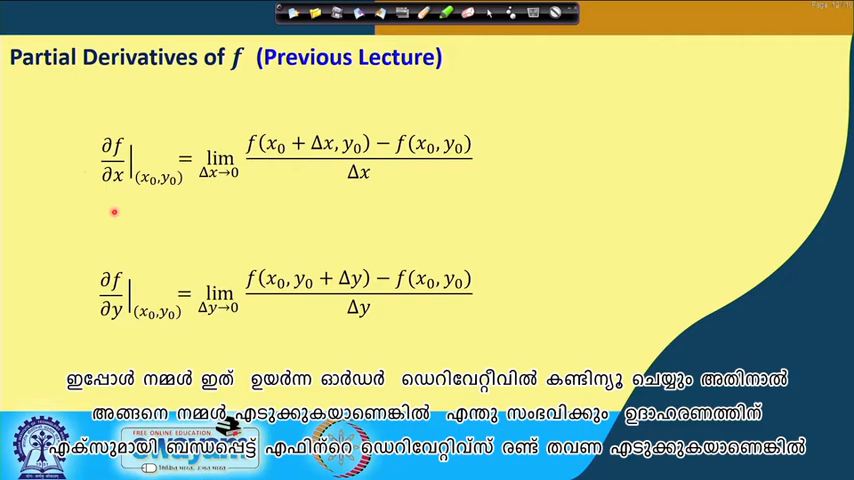 Partial Derivatives of f (Previous Lecture)
∂f/∂x|(x₀,y₀) = lim Δx→0 f(x₀ + Δx, y₀) − f(x₀, y₀) / Δx
∂f/∂y|(x₀,y₀) = lim Δy→0 f(x₀, y₀ + Δy) − f(x₀, y₀) / Δy
ഇപ്പോൾ നമ്മൾ ഇത് ഉയർന്ന ഓർഡർ ഡെറിവേറ്റീവിൽ കണ്ടിന്യൂ ചെയ്യും അതിനാൽ
അങ്ങനെ നമ്മൾ എടുക്കുകയാണെങ്കിൽ എന്തു സംഭവിക്കും ഉദാഹരണത്തിന്
എക്സുമായി ബന്ധപ്പെട്ട് എഫിന്റെ ഡെറിവേറ്റിവ്സ് രണ്ട് തവണ എടുക്കുകയാണെങ്കിൽ
FREE ONLINE EDUCATION
swayam